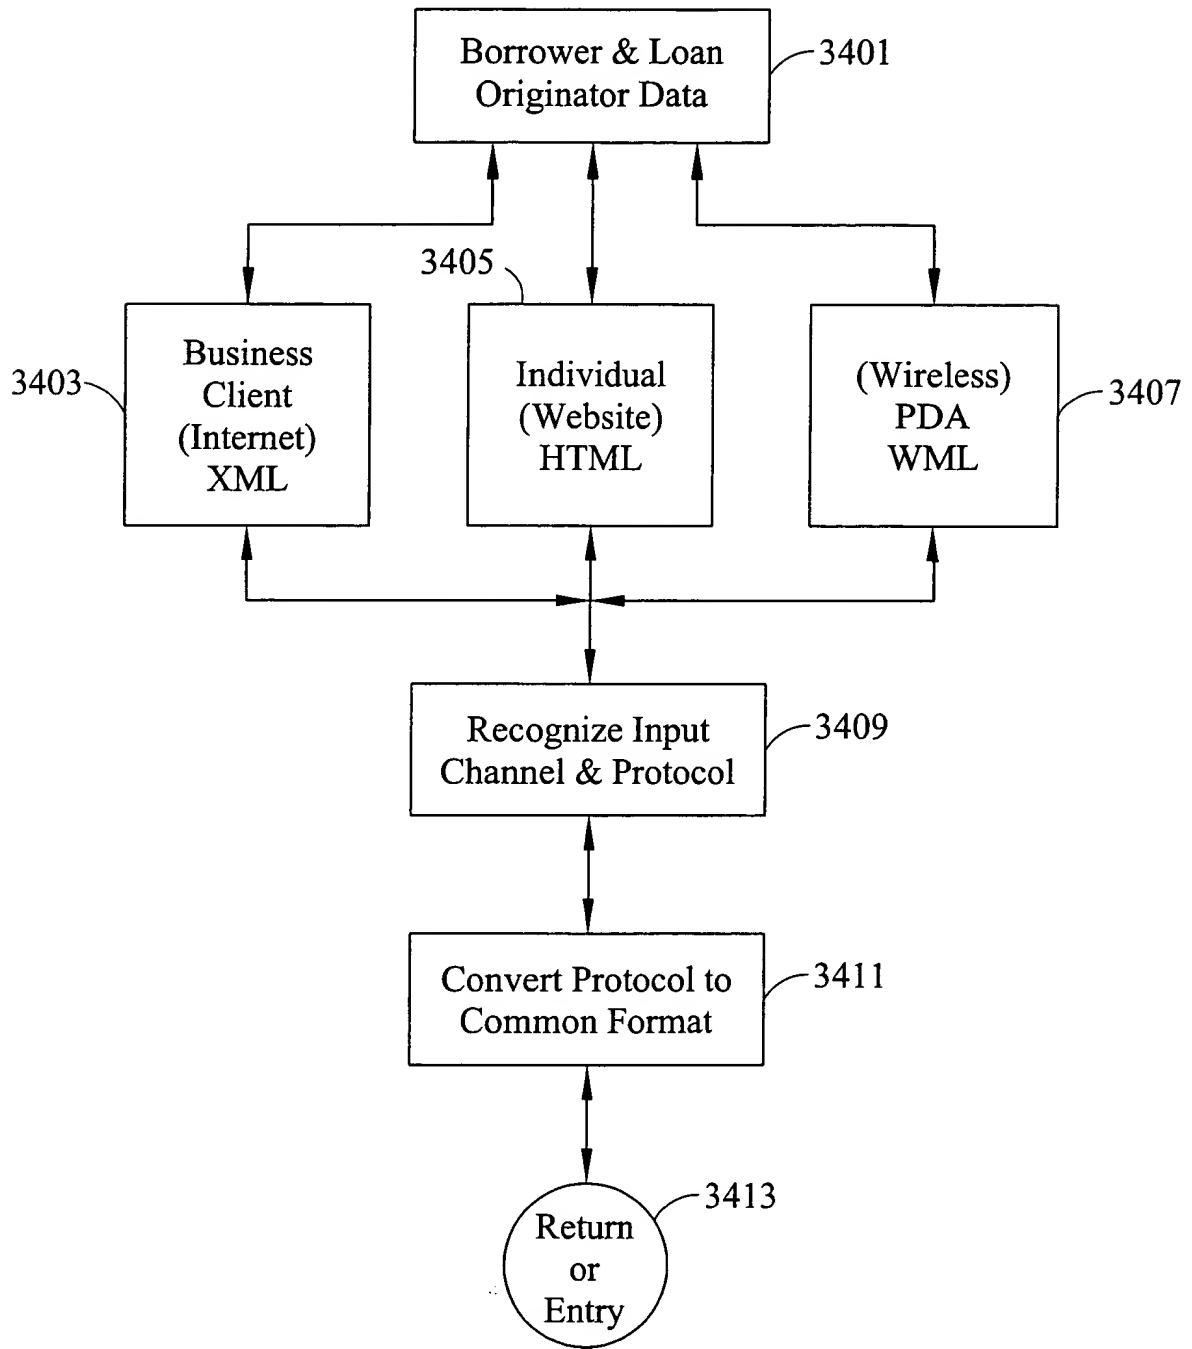 Borrower & Loan
Originator Data
3401
3405
Business
Client
(Internet)
XML
3403
Individual
(Website)
HTML
(Wireless)
PDA
WML
3407
Recognize Input
Channel & Protocol
3409
Convert Protocol to
Common Format
3411
Return
or
Entry
3413